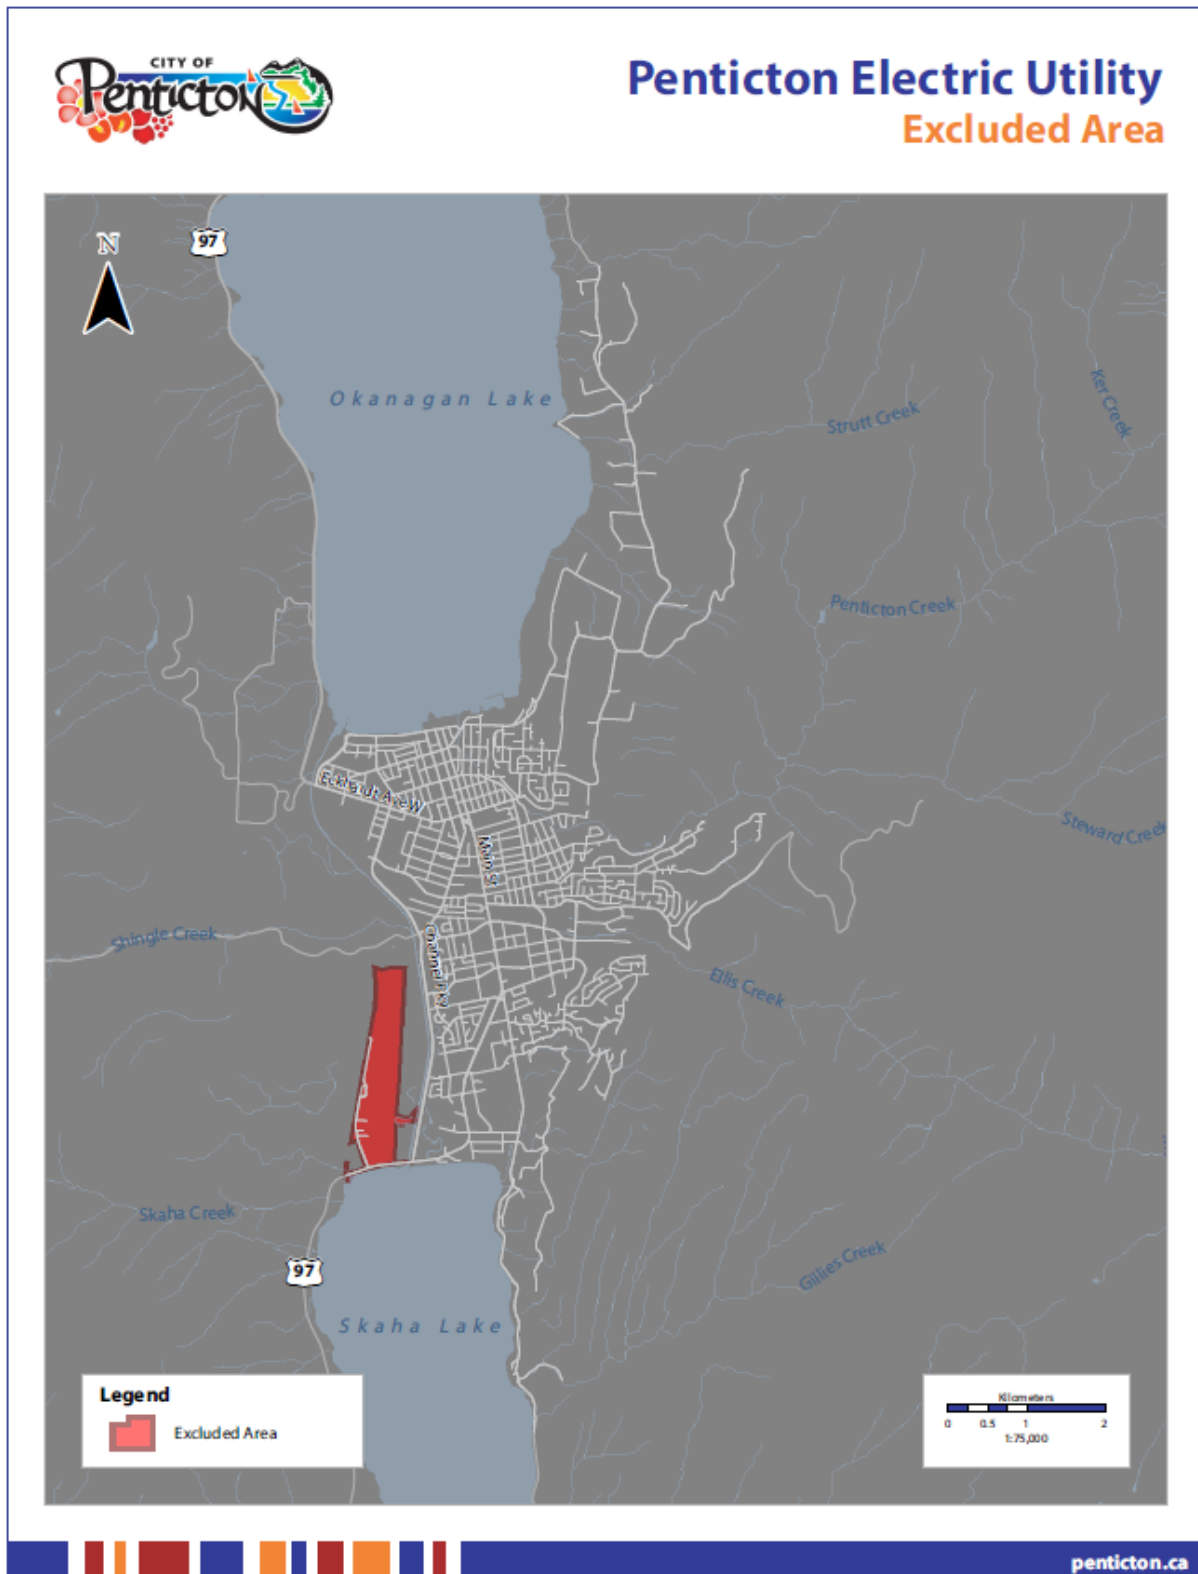 CITY OF
Penticton
Penticton Electric Utility
Excluded Area
N
97
Okanagan Lake
Ker Creek
Strutt Creek
Penticton Creek
Eckhardt Ave W
Steward Creek
Main St
Shingle Creek
Channel Pky
Ellis Creek
Skaha Creek
Gillies Creek
97
Skaha Lake
Legend
Excluded Area
Kilometers
0 0.5 1 2
1:75,000
penticton.ca